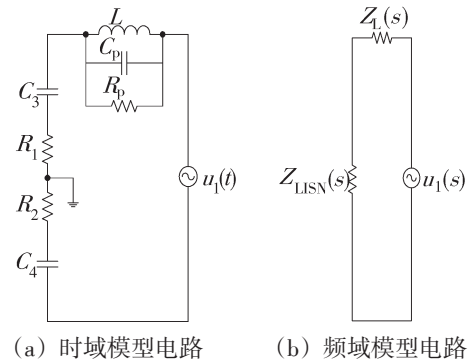 L
Cp
Rp
C3
R1
R2
C4
u1(t)
ZL(s)
ZLISN(s)
u1(s)
(a) 时域模型电路
(b) 频域模型电路